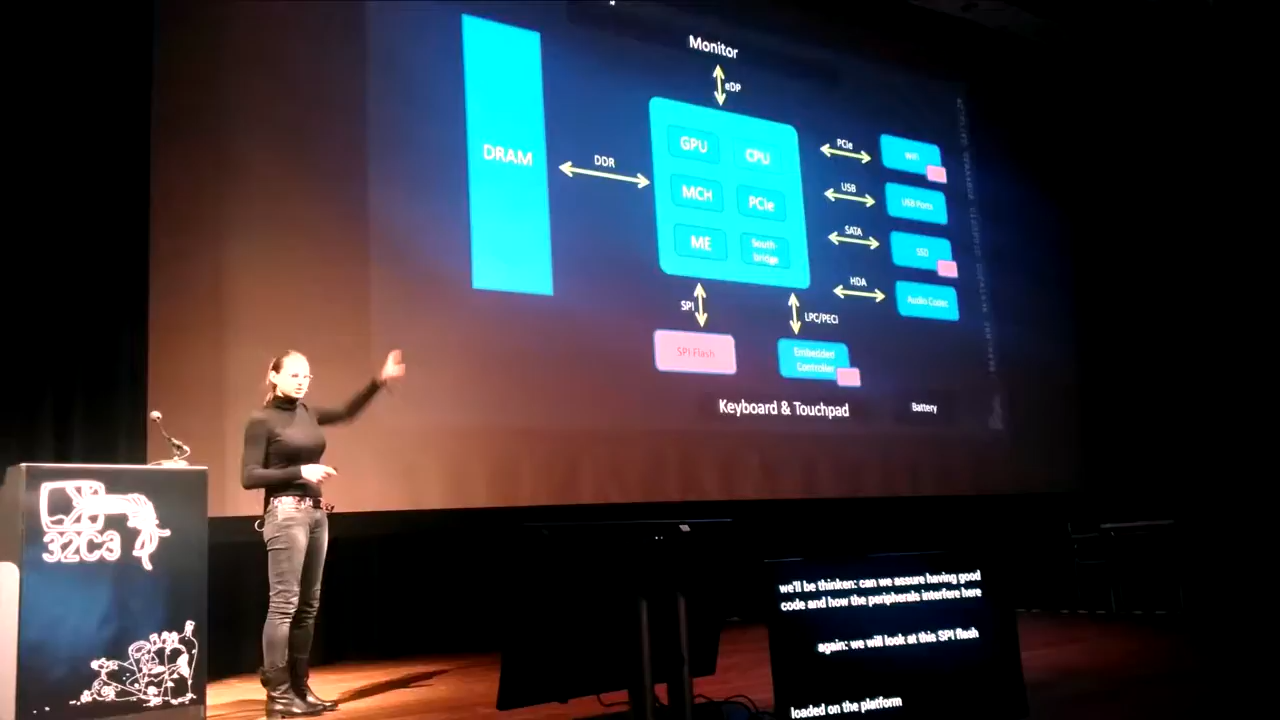 Monitor
eDP
DRAM
DDR
GPU
CPU
MCH
PCIe
ME
South-
bridge
PCIe
WiFi
USB
USB Ports
SATA
SSD
HDA
Audio Codec
SPI
LPC/PECI
SPI Flash
Embedded
Controller
Keyboard & Touchpad
Battery
32C3
we'll be thinken: can we assure having good
code and how the peripherals interfere here
again: we will look at this SPI flash
loaded on the platform